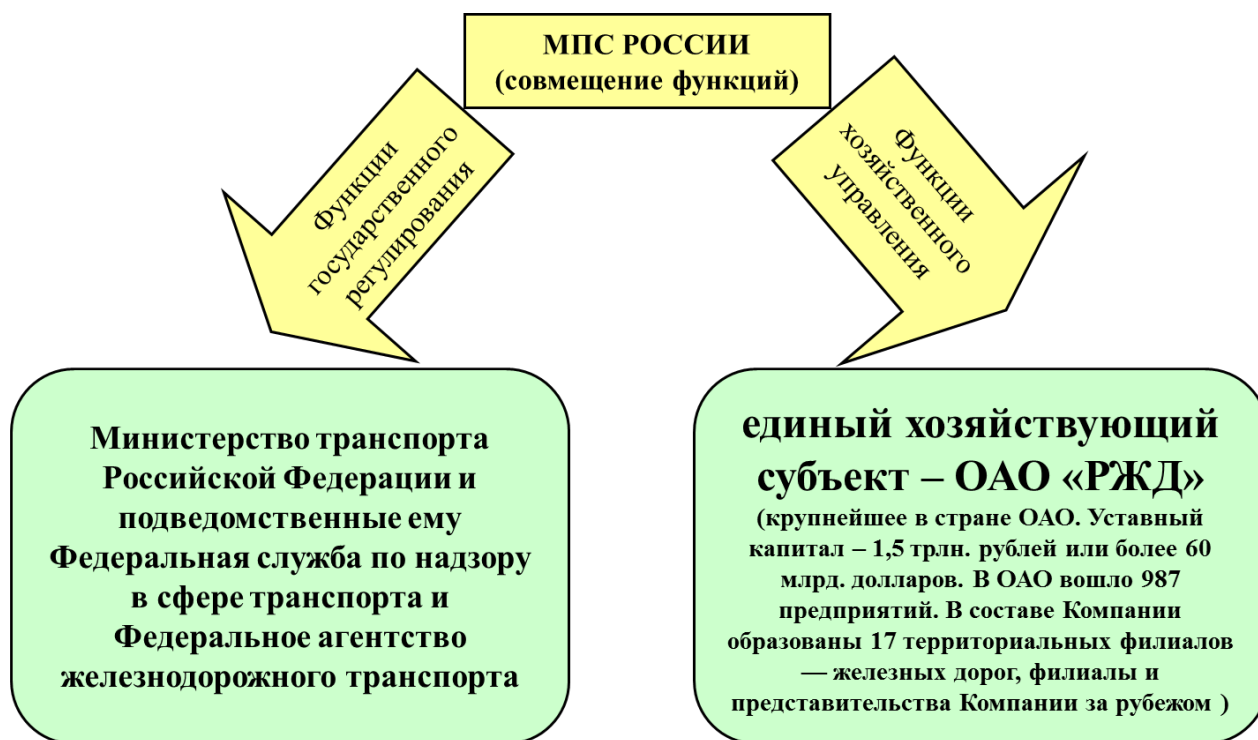 МПС РОССИИ
(совмещение функций)
Функции
государственного
регулирования
Функции
хозяйственного
управления
Министерство транспорта
Российской Федерации и
подведомственные ему
Федеральная служба по надзору
в сфере транспорта и
Федеральное агентство
железнодорожного транспорта
единый хозяйствующий
субъект – ОАО «РЖД»
(крупнейшее в стране ОАО. Уставный
капитал – 1,5 трлн. рублей или более 60
млрд. долларов. В ОАО вошло 987
предприятий. В составе Компании
образованы 17 территориальных филиалов
— железных дорог, филиалы и
представительства Компании за рубежом )